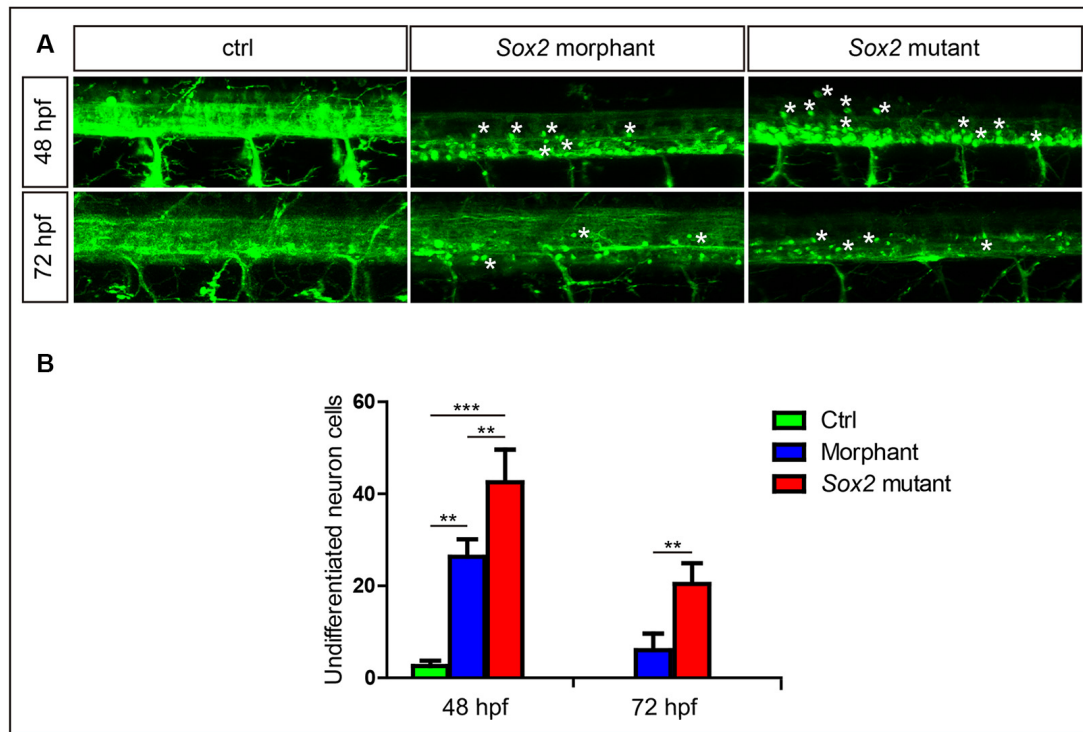 A
ctrl
Sox2 morphant
Sox2 mutant
48 hpf
* * * * * * *
* * * * * * * * * *
72 hpf
* * *
* * * *
B
Undifferentiated neuron cells
60
40
20
0
***
**
**
**
48 hpf
72 hpf
Ctrl
Morphant
Sox2 mutant